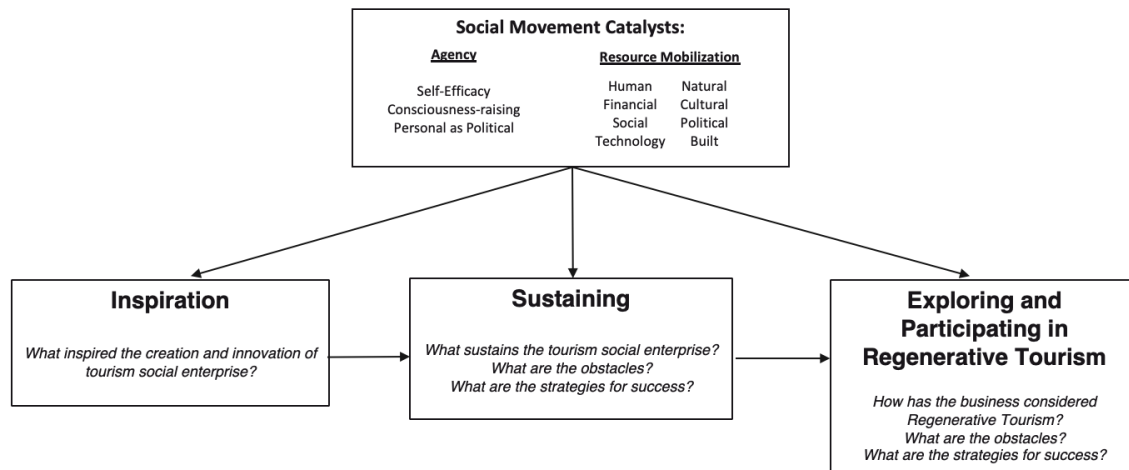 Social Movement Catalysts:
Agency
Self-Efficacy
Consciousness-raising
Personal as Political
Resource Mobilization
Human Natural
Financial Cultural
Social Political
Technology Built
Inspiration
What inspired the creation and innovation of
tourism social enterprise?
Sustaining
What sustains the tourism social enterprise?
What are the obstacles?
What are the strategies for success?
Exploring and
Participating in
Regenerative Tourism
How has the business considered
Regenerative Tourism?
What are the obstacles?
What are the strategies for success?